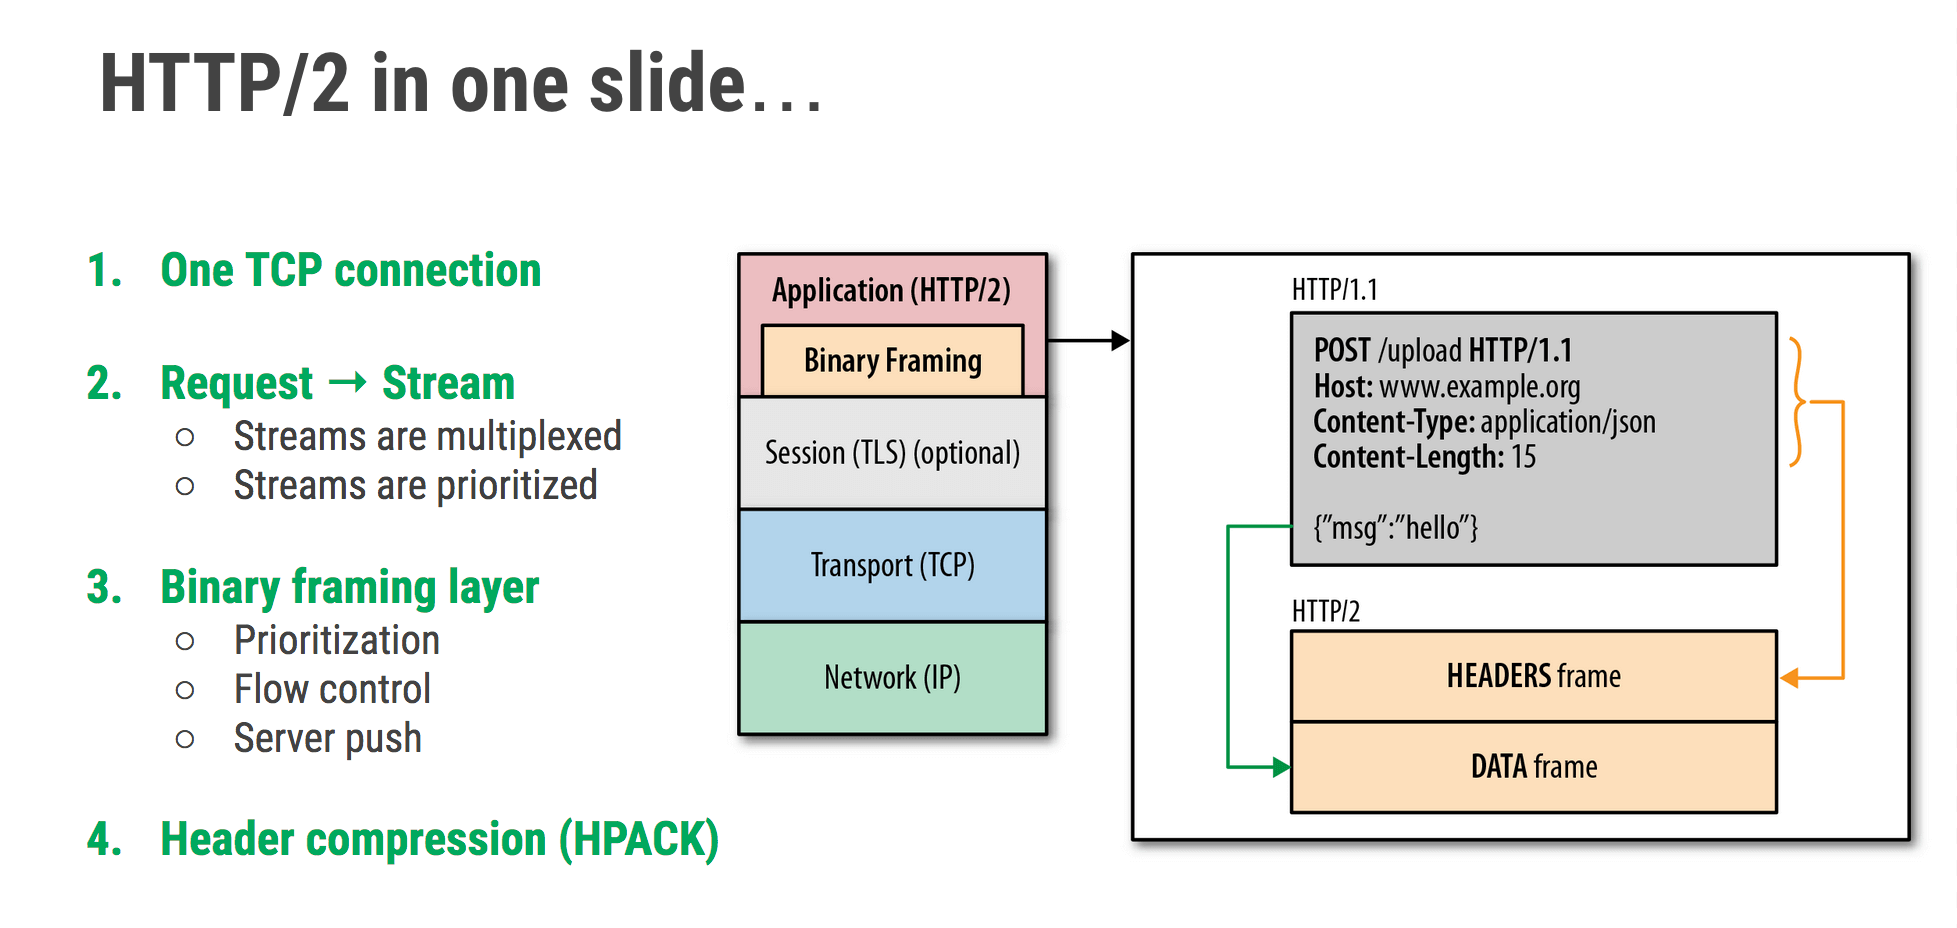 HTTP/2 in one slide...
1. One TCP connection
2. Request → Stream
○ Streams are multiplexed
○ Streams are prioritized
3. Binary framing layer
○ Prioritization
○ Flow control
○ Server push
4. Header compression (HPACK)
Application (HTTP/2)
Binary Framing
Session (TLS) (optional)
Transport (TCP)
Network (IP)
HTTP/1.1
POST /upload HTTP/1.1
Host: www.example.org
Content-Type: application/json
Content-Length: 15
{”msg”:”hello”}
HTTP/2
HEADERS frame
DATA frame